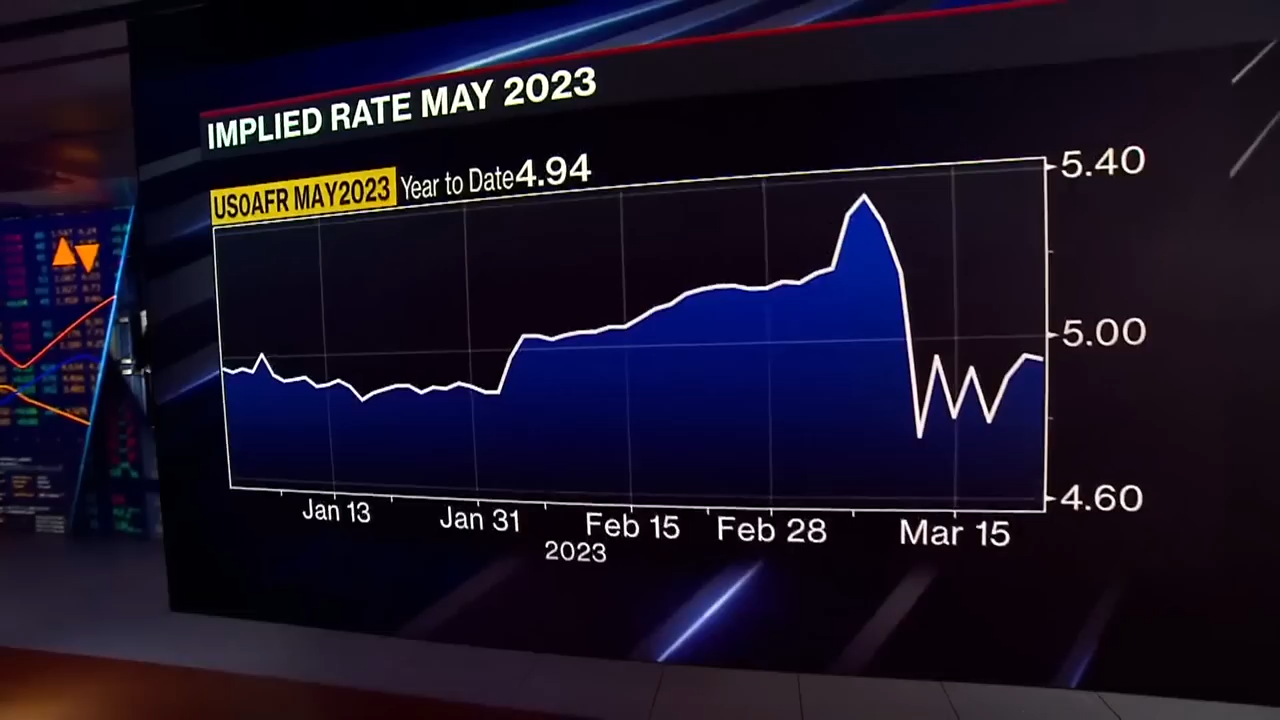 IMPLIED RATE MAY 2023
US0AFR MAY2023 Year to Date 4.94
5.40
5.00
4.60
Jan 13 Jan 31 Feb 15 Feb 28 Mar 15
2023